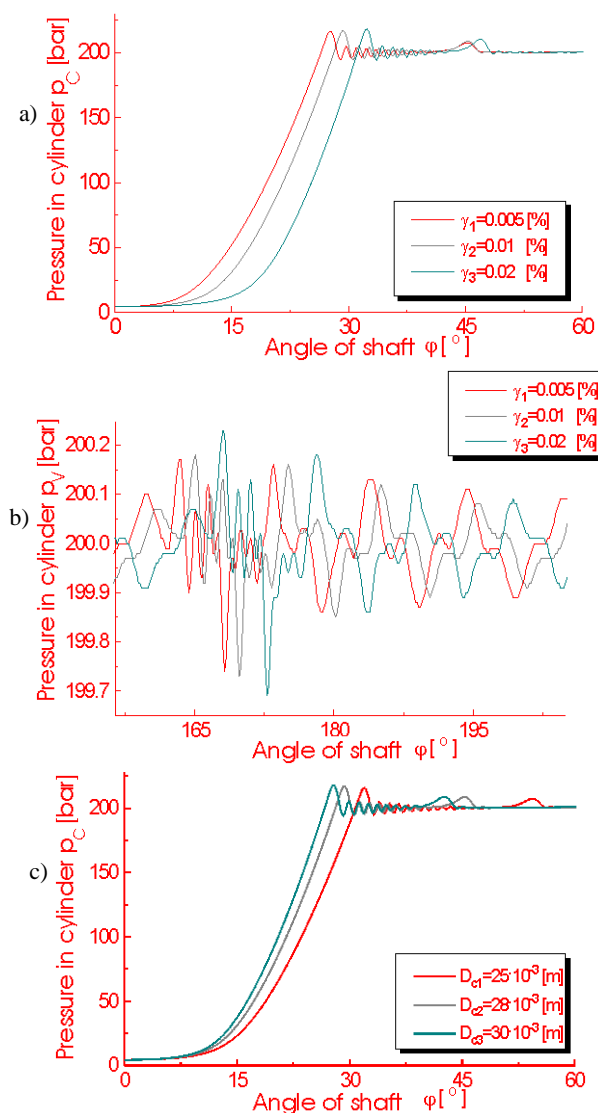 a)
Pressure in cylinder p_C [bar]
200
150
100
50
0
γ₁=0.005 [%]
γ₂=0.01 [%]
γ₃=0.02 [%]
0 15 30 45 60
Angle of shaft φ[°]
b)
γ₁=0.005 [%]
γ₂=0.01 [%]
γ₃=0.02 [%]
Pressure in cylinder p_V [bar]
200.2
200.1
200.0
199.9
199.8
199.7
165 180 195
Angle of shaft φ[°]
c)
Pressure in cylinder p_C [bar]
200
150
100
50
0
D_c1=25·10⁻³ [m]
D_c2=28·10⁻³ [m]
D_c3=30·10⁻³ [m]
0 15 30 45 60
Angle of shaft φ[°]